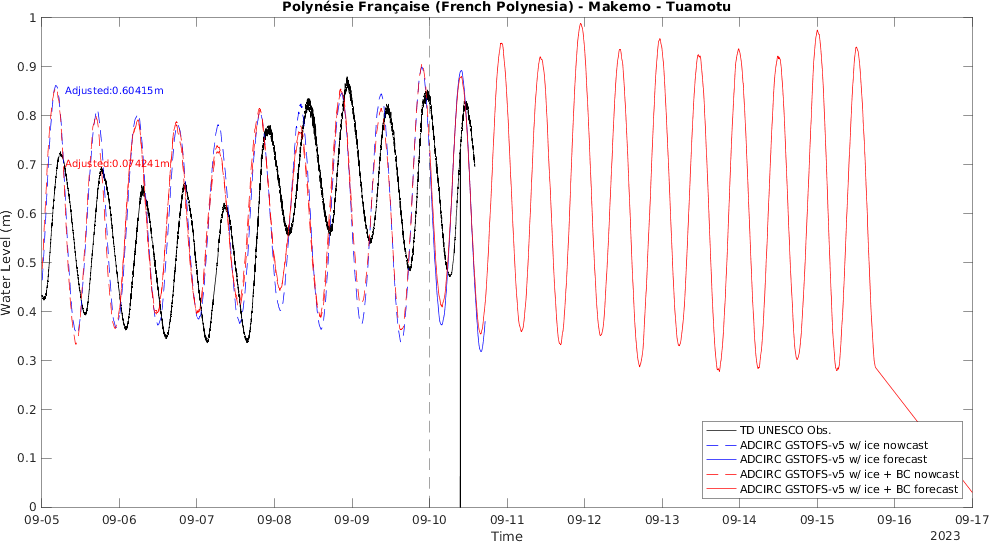 Polynésie Française (French Polynesia) - Makemo - Tuamotu
1
0.9
0.8
0.7
0.6
0.5
0.4
0.3
0.2
0.1
0
Water Level (m)
Adjusted:0.60415m
Adjusted:0.074241m
TD UNESCO Obs.
ADCIRC GSTOFS-v5 w/ ice nowcast
ADCIRC GSTOFS-v5 w/ ice forecast
ADCIRC GSTOFS-v5 w/ ice + BC nowcast
ADCIRC GSTOFS-v5 w/ ice + BC forecast
09-05 09-06 09-07 09-08 09-09 09-10 09-11 09-12 09-13 09-14 09-15 09-16 09-17
Time
2023